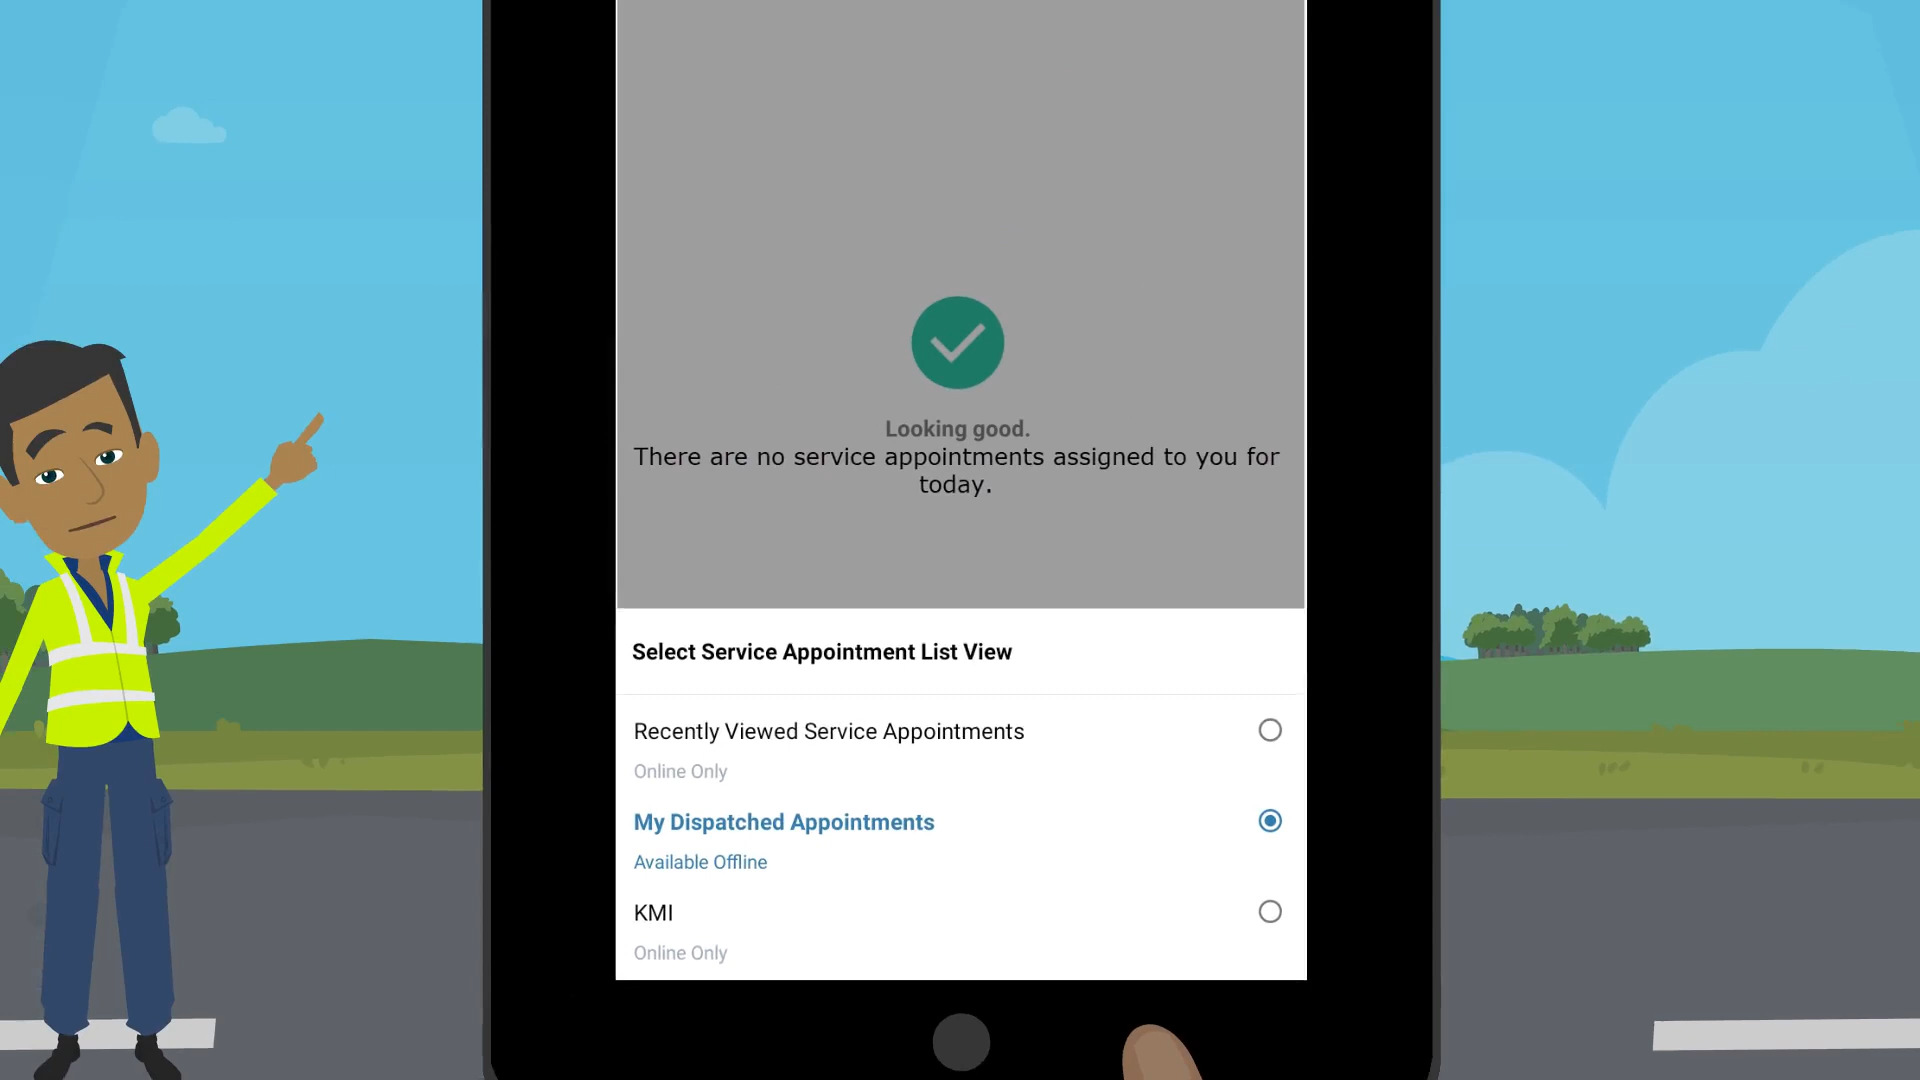 Looking good.
There are no service appointments assigned to you for
today.
Select Service Appointment List View
Recently Viewed Service Appointments
Online Only
My Dispatched Appointments
Available Offline
KMI
Online Only